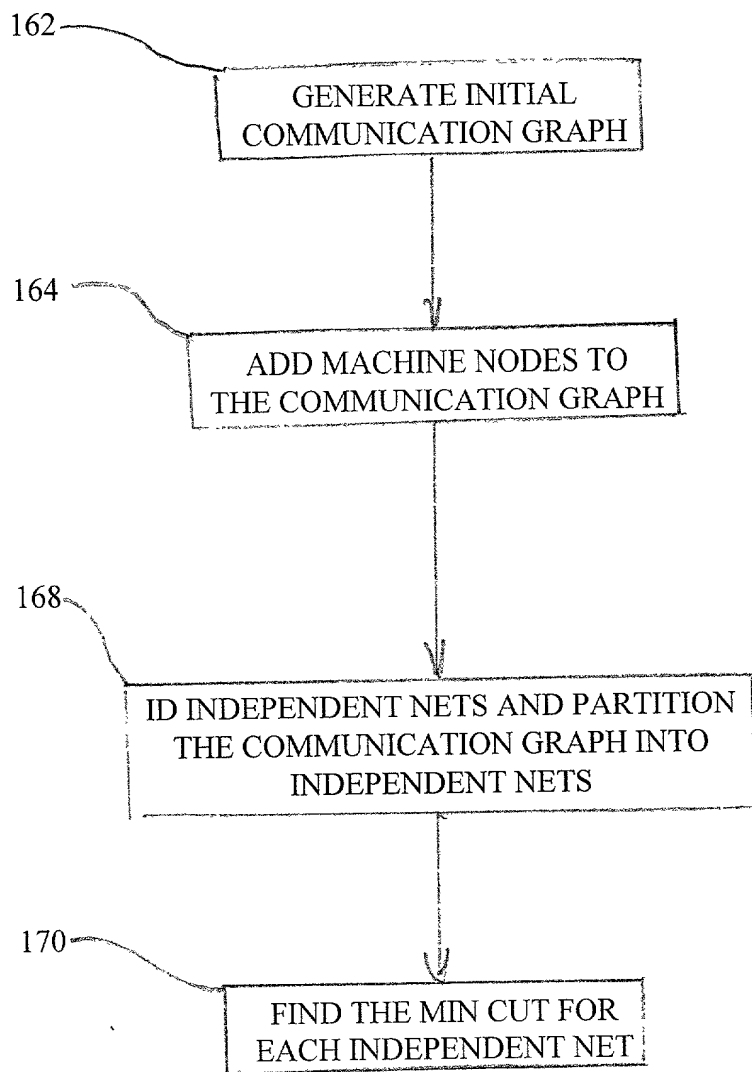 162
GENERATE INITIAL
COMMUNICATION GRAPH
164
ADD MACHINE NODES TO
THE COMMUNICATION GRAPH
168
ID INDEPENDENT NETS AND PARTITION
THE COMMUNICATION GRAPH INTO
INDEPENDENT NETS
170
FIND THE MIN CUT FOR
EACH INDEPENDENT NET